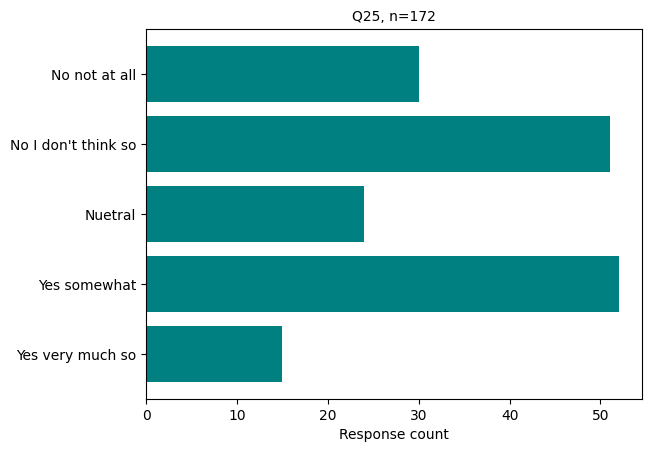 Q25, n=172
No not at all
No I don't think so
Nuetral
Yes somewhat
Yes very much so
0 10 20 30 40 50
Response count